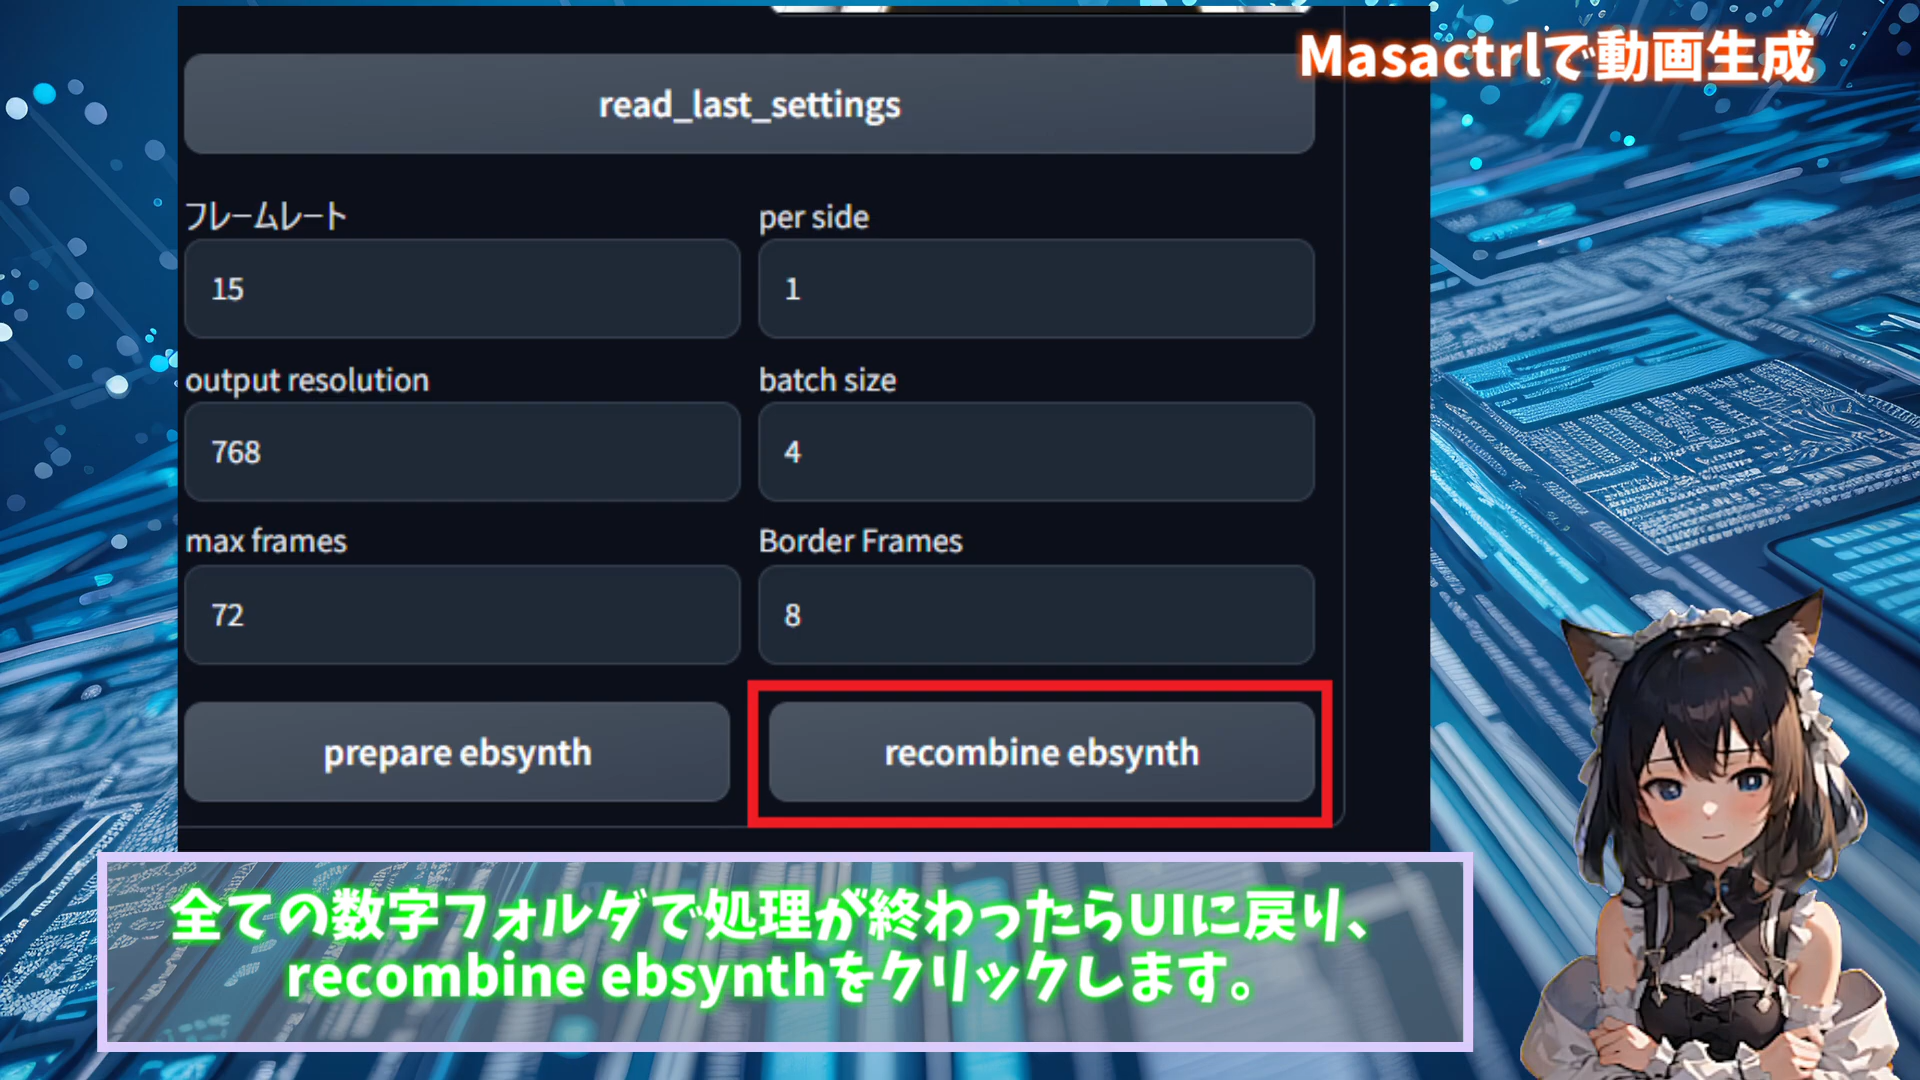 Masactrlで動画生成
read_last_settings
フレームレート
per side
15
1
output resolution
batch size
768
4
max frames
Border Frames
72
8
prepare ebsynth
recombine ebsynth
全ての数字フォルダで処理が終わったらUIに戻り、
recombine ebsynthをクリックします。